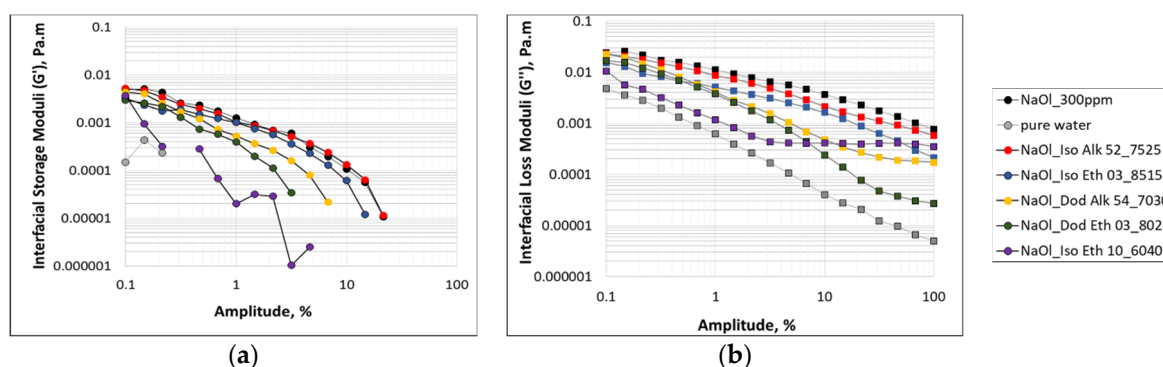 Interfacial Storage Moduli (G'), Pa.m
0.1
0.01
0.001
0.0001
0.00001
0.000001
0.1 1 10 100
Amplitude, %
(a)
Interfacial Loss Moduli (G''), Pa.m
0.1
0.01
0.001
0.0001
0.00001
0.000001
0.1 1 10 100
Amplitude, %
(b)
NaOl_300ppm
pure water
NaOl_Iso Alk 52_7525
NaOl_Iso Eth 03_8515
NaOl_Dod Alk 54_7030
NaOl_Dod Eth 03_802
NaOl_Iso Eth 10_6040